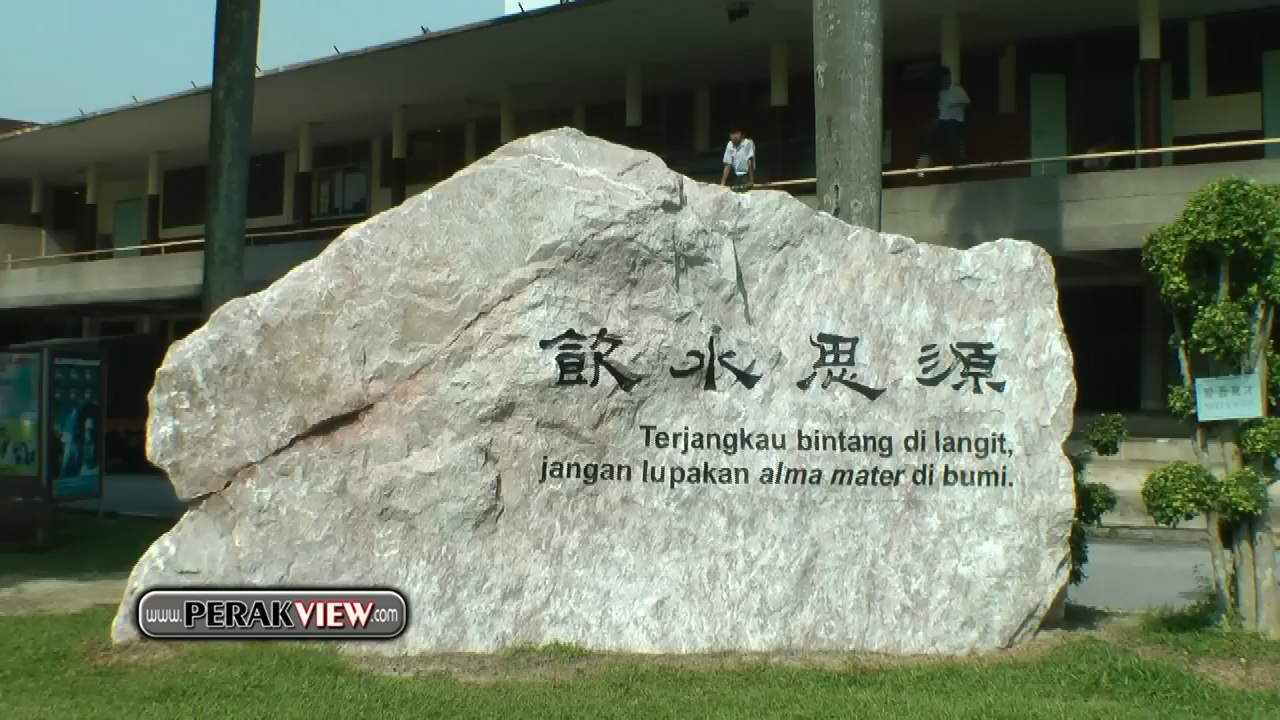 飲水思源
Terjangkau bintang di langit,
jangan lupakan alma mater di bumi.
www.PERAKVIEW.com